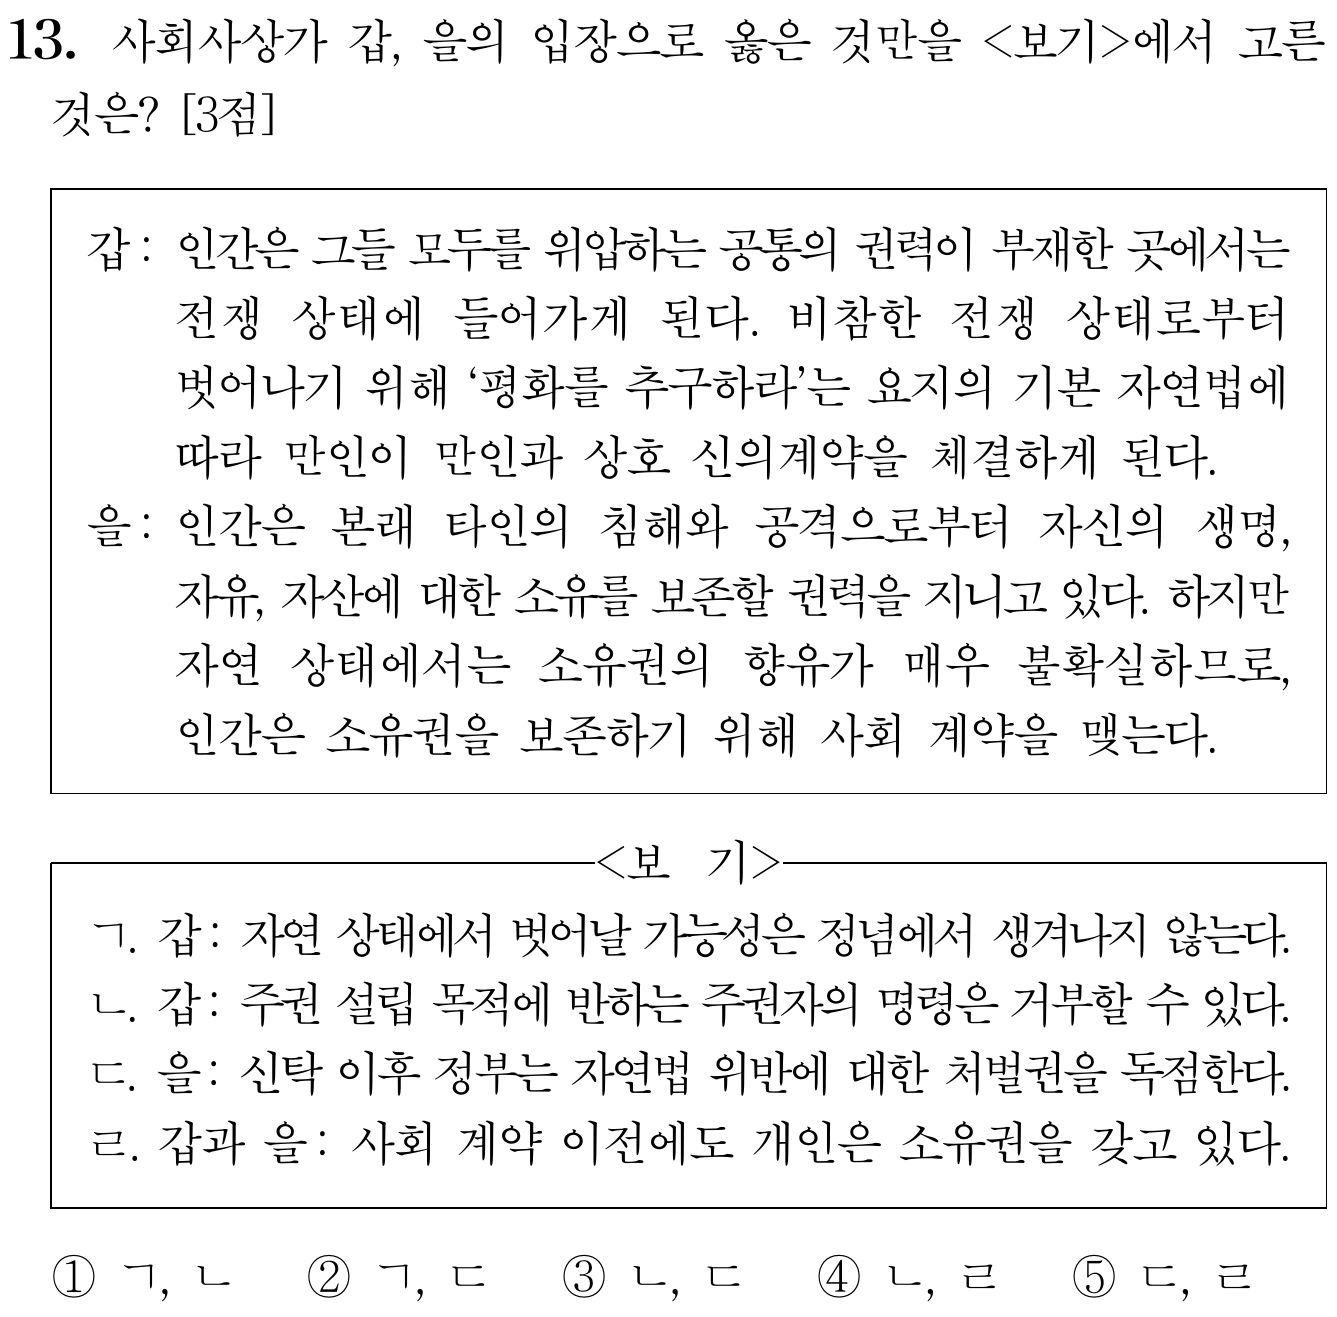 13. 사회사상가 갑, 을의 입장으로 옳은 것만을 <보기>에서 고른
것은? [3점]
갑: 인간은 그들 모두를 위압하는 공통의 권력이 부재한 곳에서는
전쟁 상태에 들어가게 된다. 비참한 전쟁 상태로부터
벗어나기 위해 ‘평화를 추구하라’는 요지의 기본 자연법에
따라 만인이 만인과 상호 신의계약을 체결하게 된다.
을: 인간은 본래 타인의 침해와 공격으로부터 자신의 생명,
자유, 자산에 대한 소유를 보존할 권력을 지니고 있다. 하지만
자연 상태에서는 소유권의 향유가 매우 불확실하므로,
인간은 소유권을 보존하기 위해 사회 계약을 맺는다.
<보 기>
ㄱ. 갑: 자연 상태에서 벗어날 가능성은 정념에서 생겨나지 않는다.
ㄴ. 갑: 주권 설립 목적에 반하는 주권자의 명령은 거부할 수 있다.
ㄷ. 을: 신탁 이후 정부는 자연법 위반에 대한 처벌권을 독점한다.
ㄹ. 갑과 을: 사회 계약 이전에도 개인은 소유권을 갖고 있다.
① ㄱ, ㄴ ② ㄱ, ㄷ ③ ㄴ, ㄷ ④ ㄴ, ㄹ ⑤ ㄷ, ㄹ